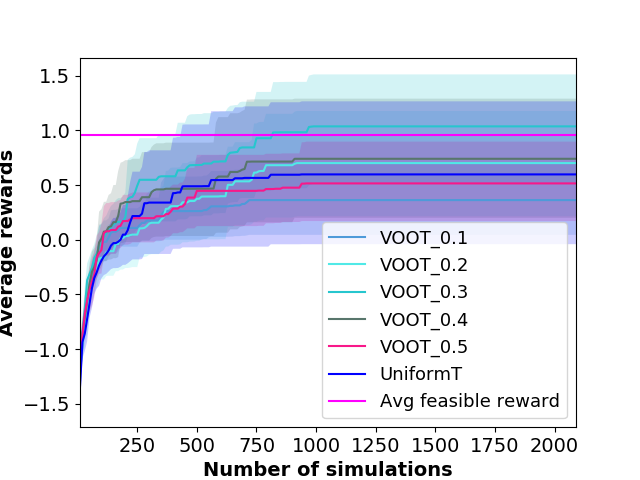 1.5
1.0
0.5
0.0
−0.5
−1.0
−1.5
Average rewards
250 500 750 1000 1250 1500 1750 2000
Number of simulations
VOOT_0.1
VOOT_0.2
VOOT_0.3
VOOT_0.4
VOOT_0.5
UniformT
Avg feasible reward